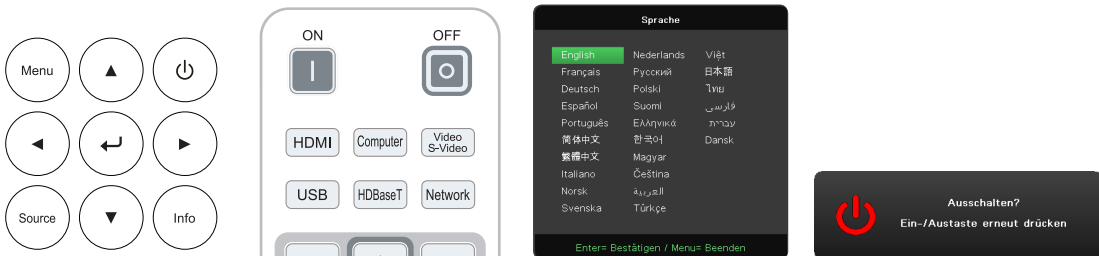 Menu
Source
Info
ON OFF
HDMI Computer Video
S-Video
USB HDBaseT Network
Sprache
English Nederlands Việt
Français Русский 日本語
Deutsch Polski ไทย
Español Suomi فارسی
Português Ελληνικά עברית
简体中文 한국어 Dansk
繁體中文 Magyar
Italiano Čeština
Norsk العربية
Svenska Türkçe
Enter= Bestätigen / Menu= Beenden
Ausschalten?
Ein-/Austaste erneut drücken